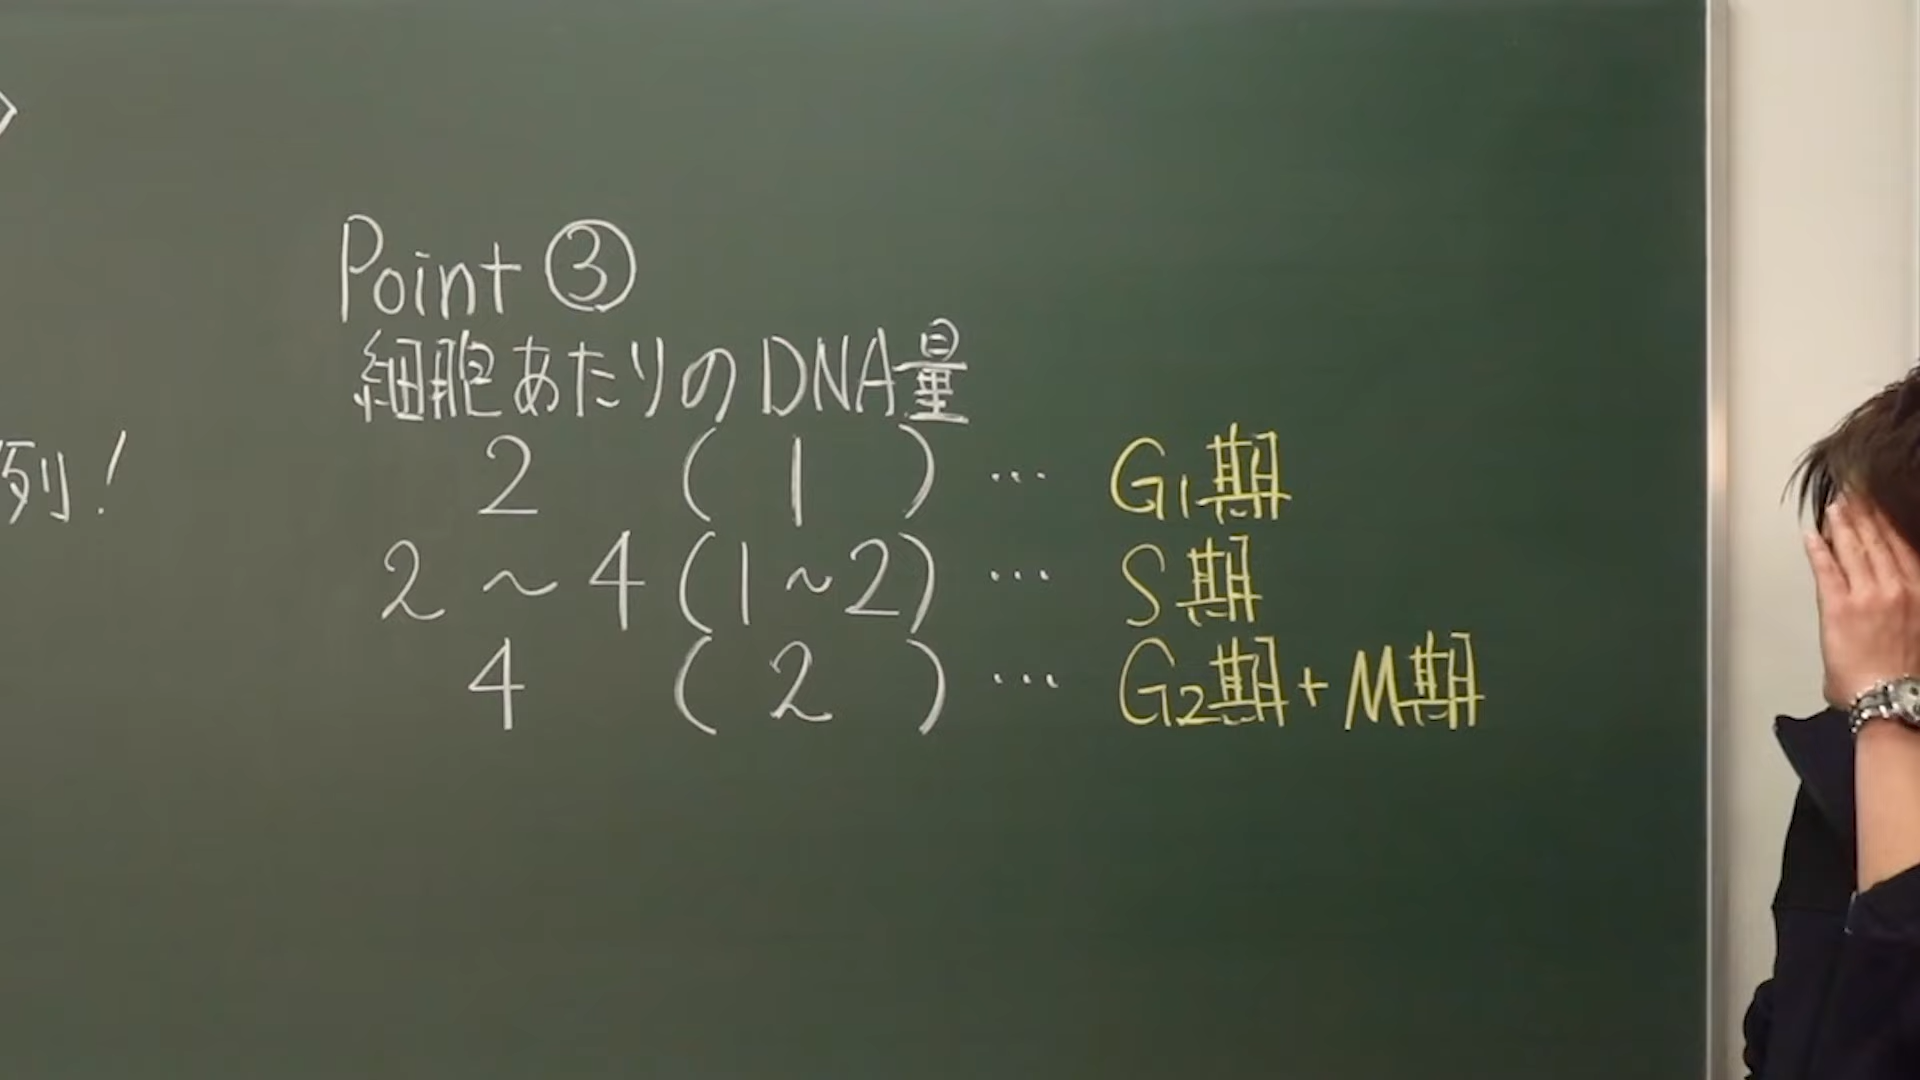 Point ③
細胞あたりのDNA量
2 ( 1 ) … G1期
2 ~ 4 (1~2) … S期
4 ( 2 ) … G2期 + M期
列!